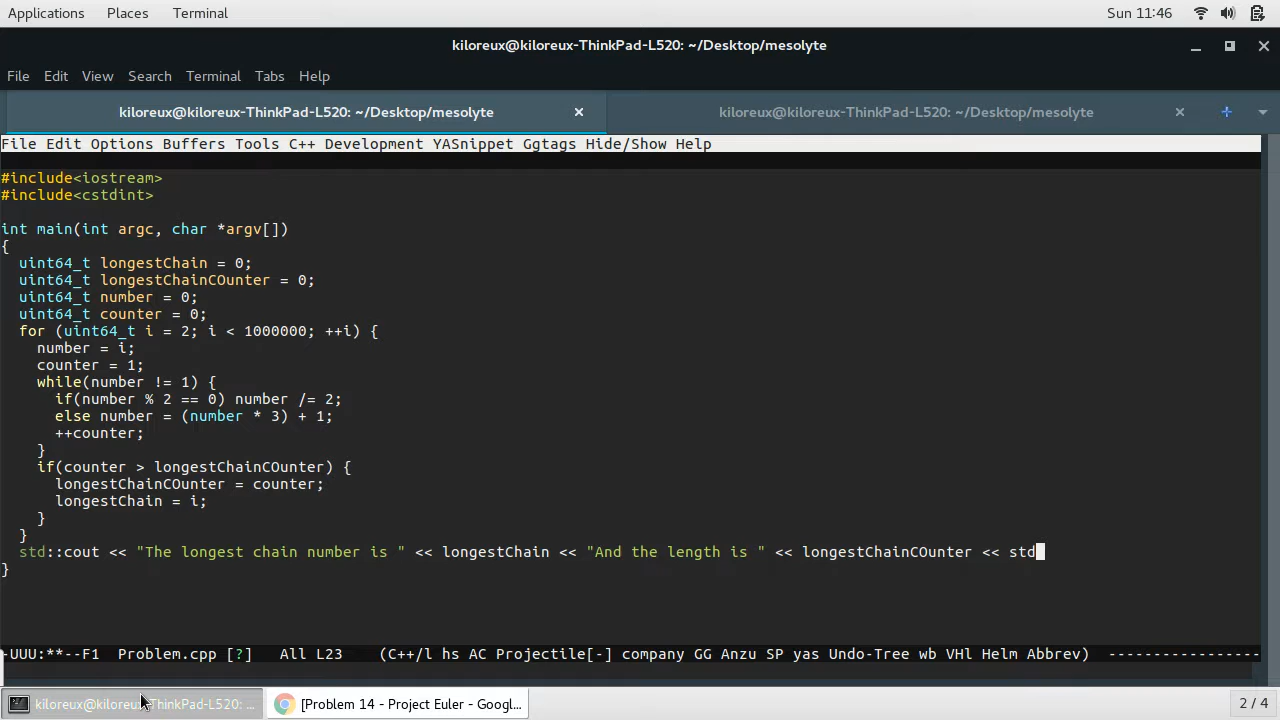 Applications Places Terminal Sun 11:46
kiloreux@kiloreux-ThinkPad-L520: ~/Desktop/mesolyte
File Edit View Search Terminal Tabs Help
kiloreux@kiloreux-ThinkPad-L520: ~/Desktop/mesolyte kiloreux@kiloreux-ThinkPad-L520: ~/Desktop/mesolyte
File Edit Options Buffers Tools C++ Development YASnippet Ggtags Hide/Show Help
#include<iostream>
#include<cstdint>
int main(int argc, char *argv[])
{
  uint64_t longestChain = 0;
  uint64_t longestChainCOunter = 0;
  uint64_t number = 0;
  uint64_t counter = 0;
  for (uint64_t i = 2; i < 1000000; ++i) {
    number = i;
    counter = 1;
    while(number != 1) {
      if(number % 2 == 0) number /= 2;
      else number = (number * 3) + 1;
      ++counter;
    }
    if(counter > longestChainCOunter) {
      longestChainCOunter = counter;
      longestChain = i;
    }
  }
  std::cout << "The longest chain number is " << longestChain << "And the length is " << longestChainCOunter << std
}
-UUU:**--F1  Problem.cpp [?]   All L23    (C++/l hs AC Projectile[-] company GG Anzu SP yas Undo-Tree wb VHl Helm Abbrev)  -----------------
kiloreux@kiloreux-ThinkPad-L520: ... [Problem 14 - Project Euler - Googl... 2 / 4